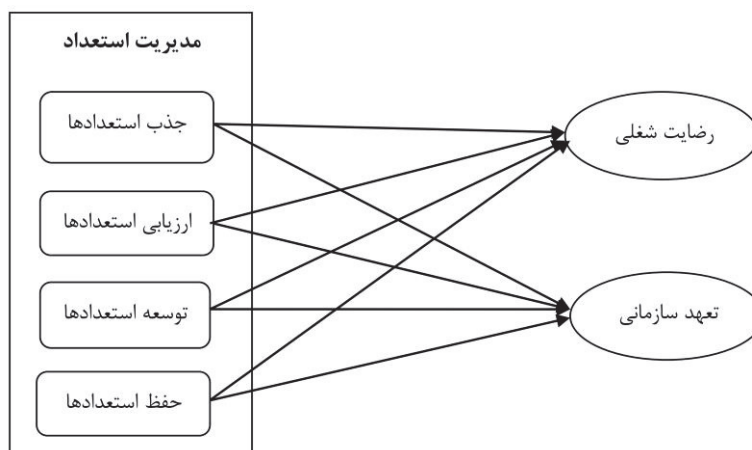 مدیریت استعداد
جذب استعدادها
ارزیابی استعدادها
توسعه استعدادها
حفظ استعدادها
رضایت شغلی
تعهد سازمانی